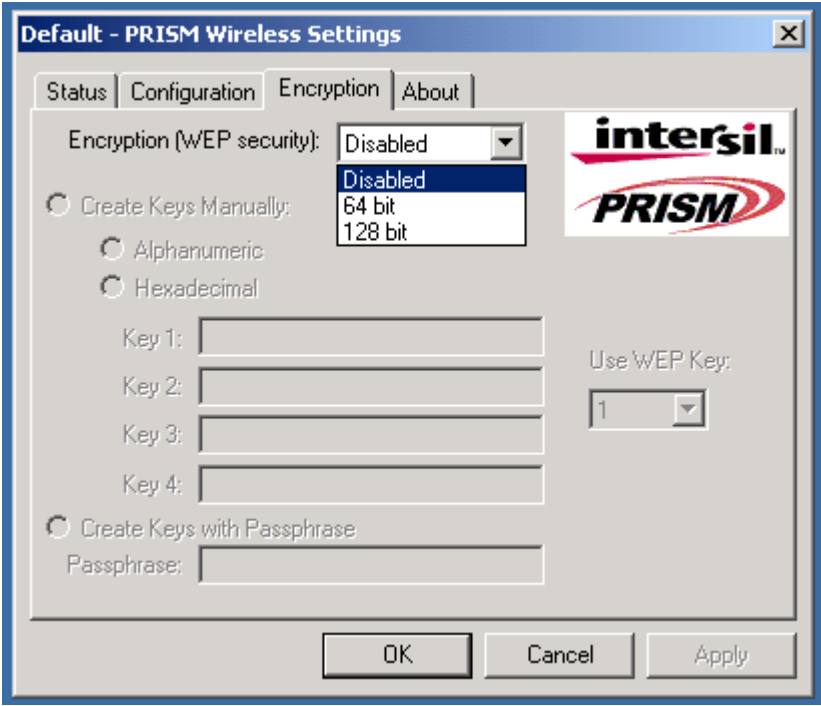 Default - PRISM Wireless Settings
Status Configuration Encryption About
Encryption (WEP security): Disabled
Disabled
64 bit
128 bit
intersil™
PRISM
Create Keys Manually:
Alphanumeric
Hexadecimal
Key 1:
Key 2:
Key 3:
Key 4:
Use WEP Key:
1
Create Keys with Passphrase
Passphrase:
OK Cancel Apply